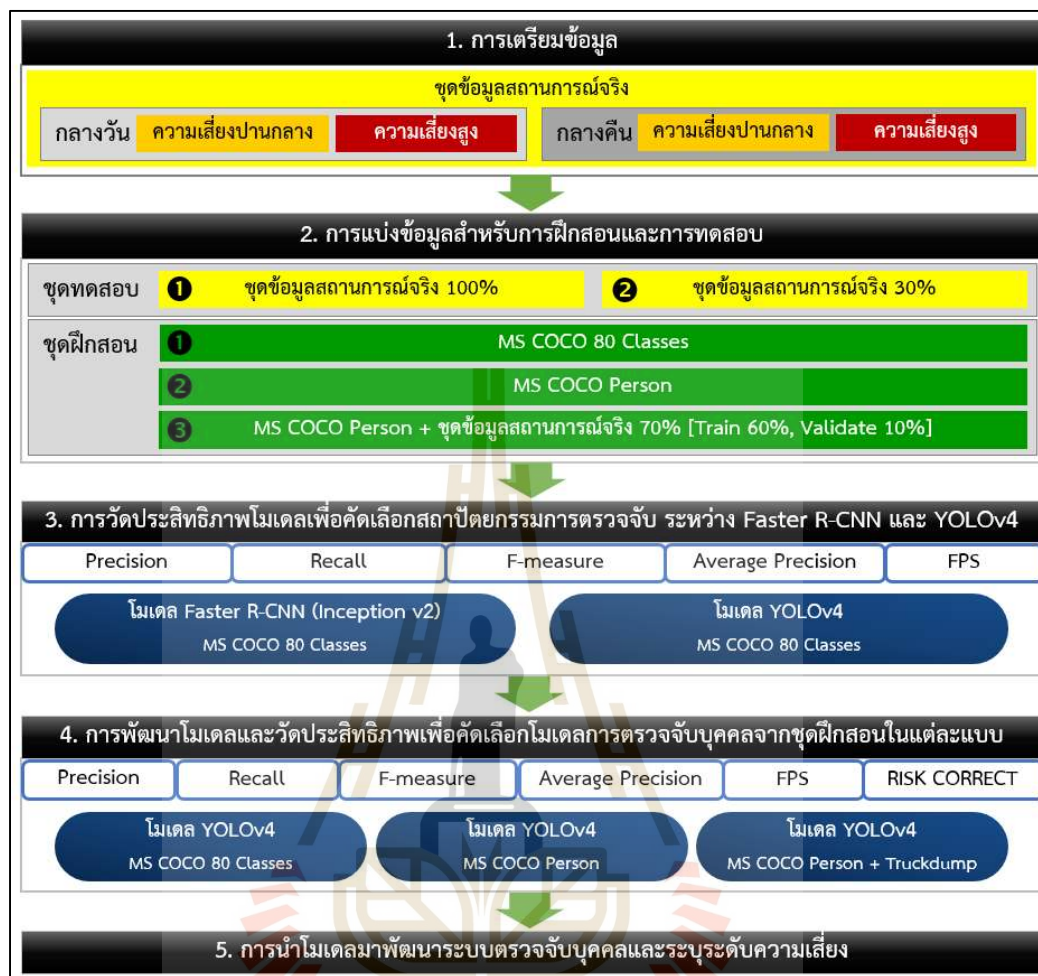 1. การเตรียมข้อมูล
ชุดข้อมูลสถานการณ์จริง
กลางวัน ความเสี่ยงปานกลาง ความเสี่ยงสูง กลางคืน ความเสี่ยงปานกลาง ความเสี่ยงสูง
2. การแบ่งข้อมูลสำหรับการฝึกสอนและการทดสอบ
ชุดทดสอบ ❶ ชุดข้อมูลสถานการณ์จริง 100% ❷ ชุดข้อมูลสถานการณ์จริง 30%
ชุดฝึกสอน ❶ MS COCO 80 Classes
❷ MS COCO Person
❸ MS COCO Person + ชุดข้อมูลสถานการณ์จริง 70% [Train 60%, Validate 10%]
3. การวัดประสิทธิภาพโมเดลเพื่อคัดเลือกสถาปัตยกรรมการตรวจจับ ระหว่าง Faster R-CNN และ YOLOv4
Precision Recall F-measure Average Precision FPS
โมเดล Faster R-CNN (Inception v2) โมเดล YOLOv4
MS COCO 80 Classes MS COCO 80 Classes
4. การพัฒนาโมเดลและวัดประสิทธิภาพเพื่อคัดเลือกโมเดลการตรวจจับบุคคลจากชุดฝึกสอนในแต่ละแบบ
Precision Recall F-measure Average Precision FPS RISK CORRECT
โมเดล YOLOv4 โมเดล YOLOv4 โมเดล YOLOv4
MS COCO 80 Classes MS COCO Person MS COCO Person + Truckdump
5. การนำโมเดลมาพัฒนาระบบตรวจจับบุคคลและระบุระดับความเสี่ยง